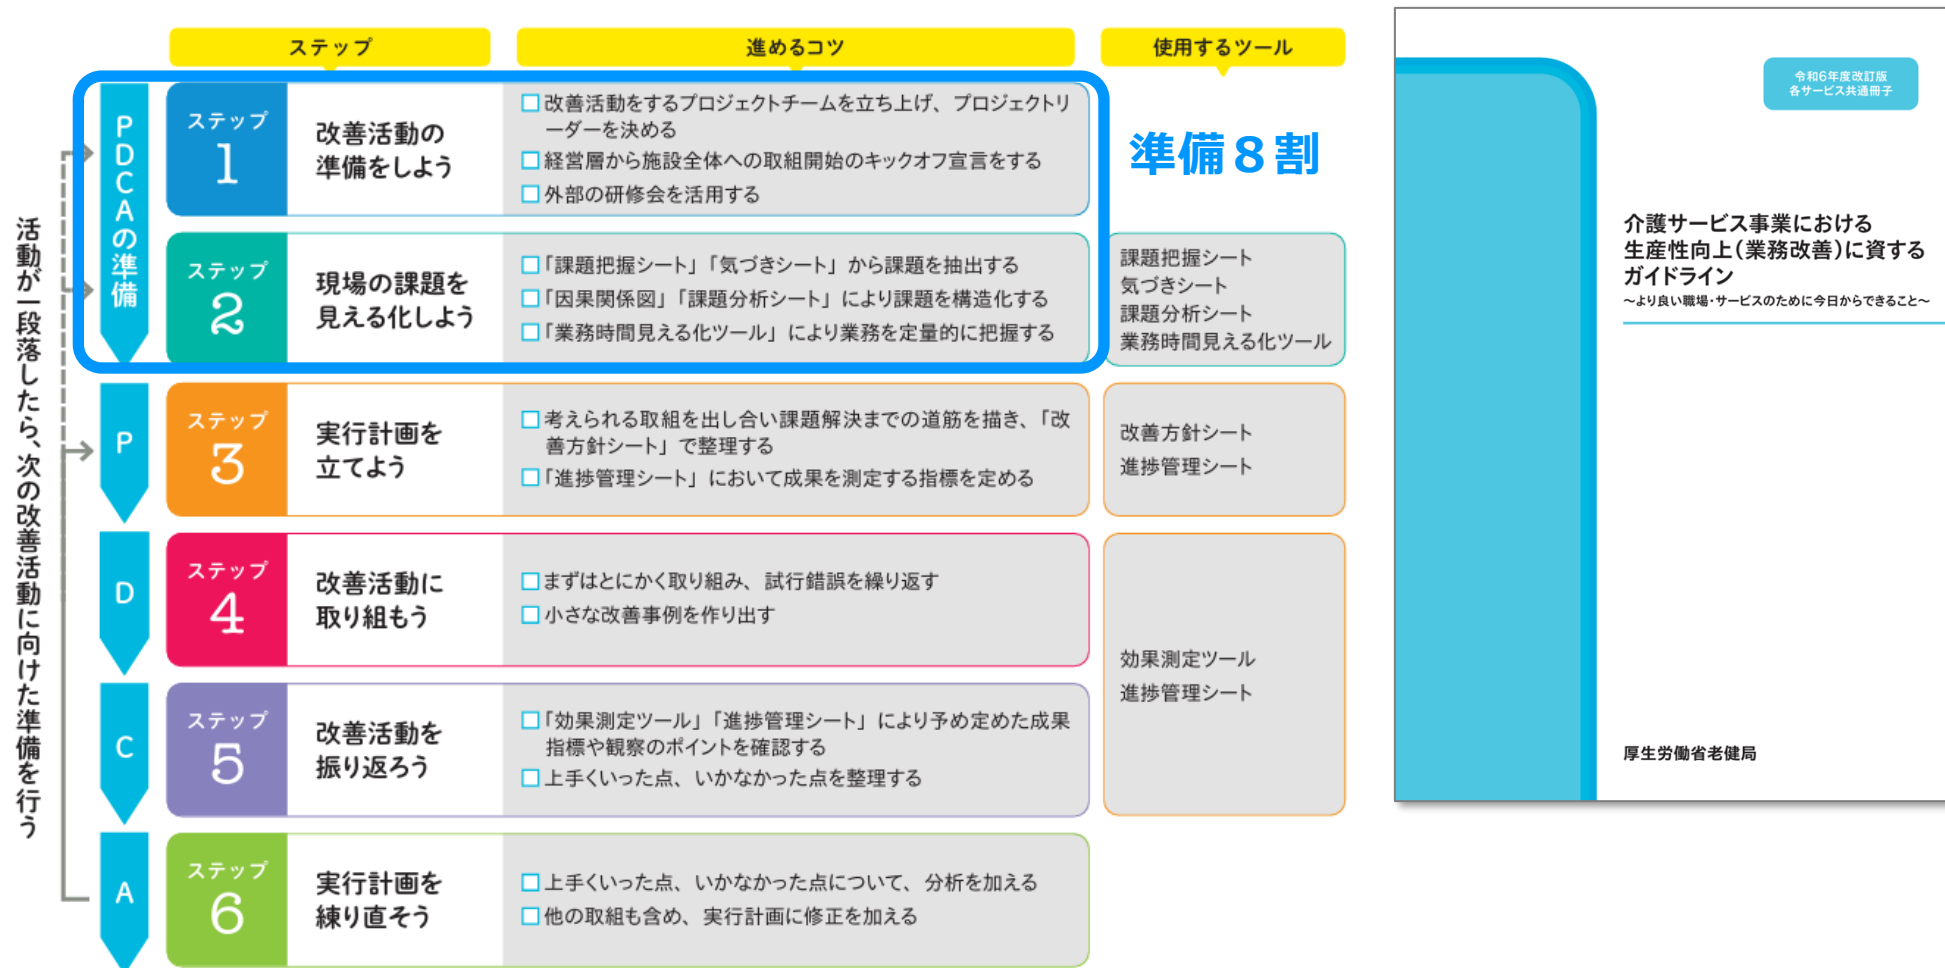 ステップ
進めるコツ
使用するツール
PDCAの準備
ステップ
1
改善活動の
準備をしよう
□改善活動をするプロジェクトチームを立ち上げ、プロジェクトリ
ーダーを決める
□経営層から施設全体への取組開始のキックオフ宣言をする
□外部の研修会を活用する
準備８割
ステップ
2
現場の課題を
見える化しよう
□「課題把握シート」「気づきシート」から課題を抽出する
□「因果関係図」「課題分析シート」により課題を構造化する
□「業務時間見える化ツール」により業務を定量的に把握する
課題把握シート
気づきシート
課題分析シート
業務時間見える化ツール
P
ステップ
3
実行計画を
立てよう
□考えられる取組を出し合い課題解決までの道筋を描き、「改
善方針シート」で整理する
□「進捗管理シート」において成果を測定する指標を定める
改善方針シート
進捗管理シート
D
ステップ
4
改善活動に
取り組もう
□まずはとにかく取り組み、試行錯誤を繰り返す
□小さな改善事例を作り出す
効果測定ツール
進捗管理シート
C
ステップ
5
改善活動を
振り返ろう
□「効果測定ツール」「進捗管理シート」により予め定めた成果
指標や観察のポイントを確認する
□上手くいった点、いかなかった点を整理する
A
ステップ
6
実行計画を
練り直そう
□上手くいった点、いかなかった点について、分析を加える
□他の取組も含め、実行計画に修正を加える
活動が一段落したら、次の改善活動に向けた準備を行う
令和6年度改訂版
各サービス共通冊子
介護サービス事業における
生産性向上（業務改善）に資する
ガイドライン
～より良い職場・サービスのために今日からできること～
厚生労働省老健局